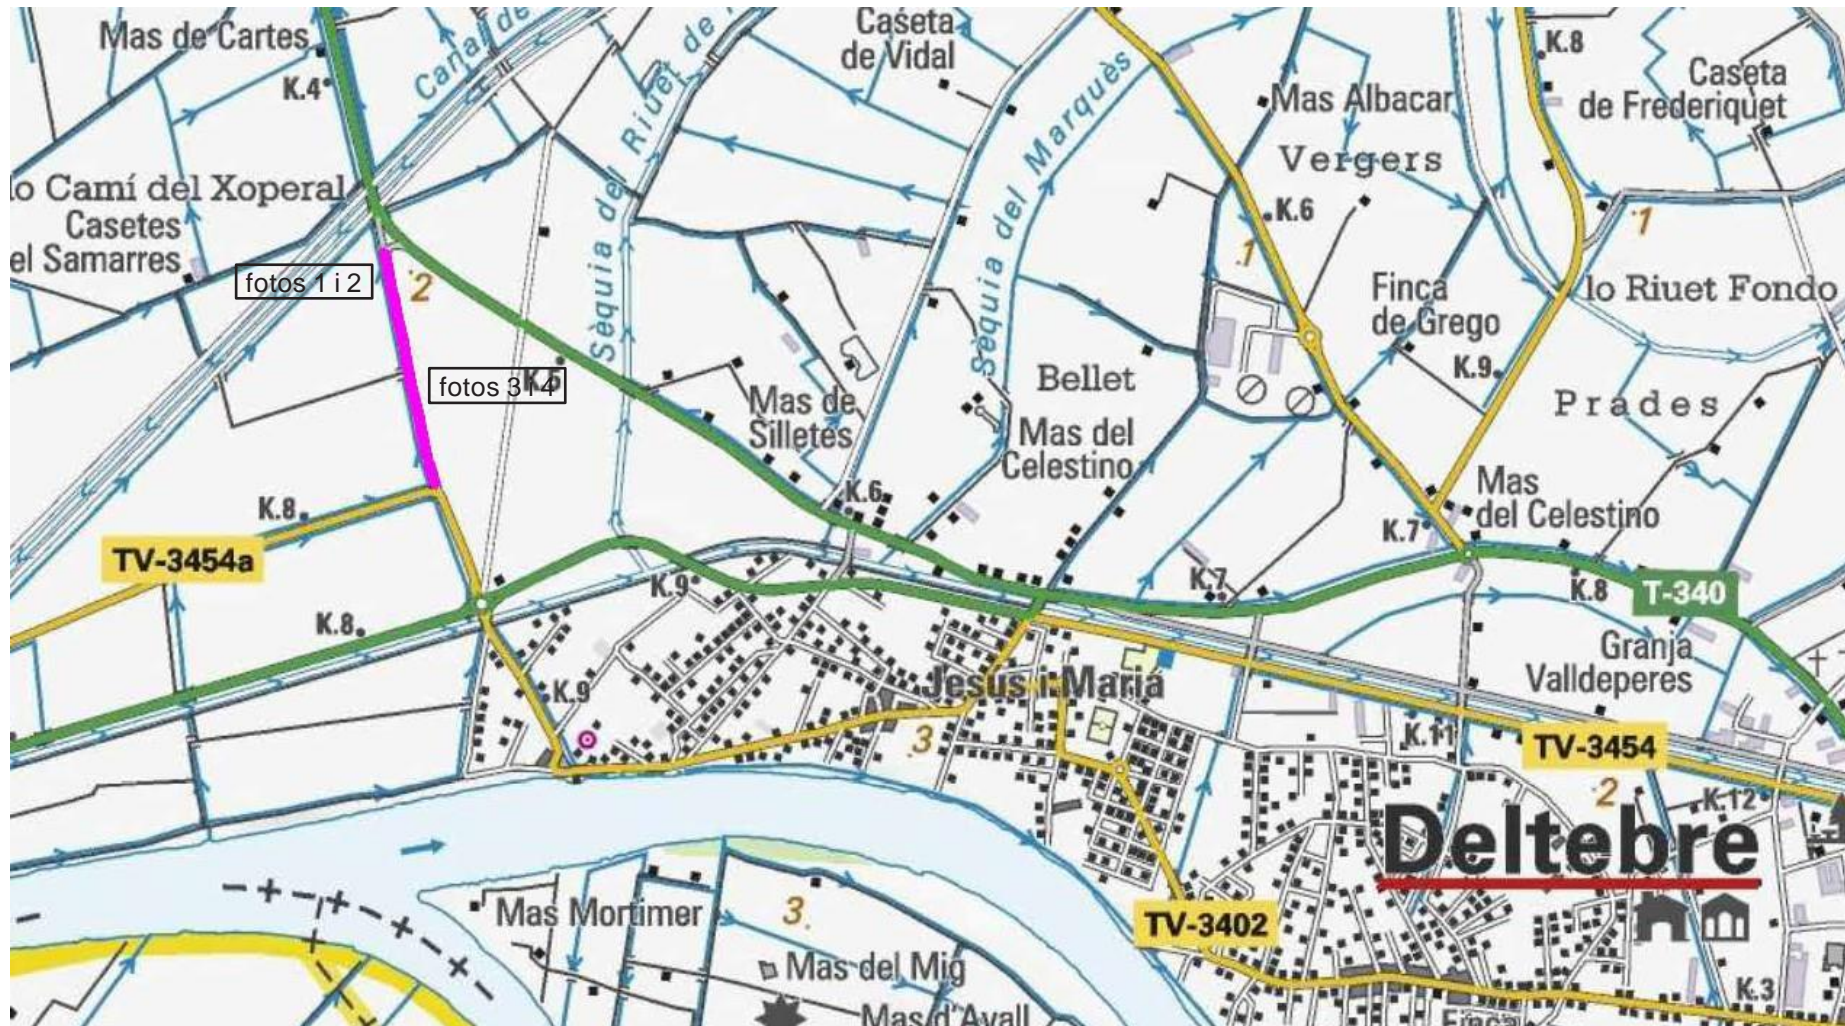 Mas de Cartes
K.4
Canal de
Sèquia del Riuet de
Caseta
de Vidal
K.8
Caseta
de Frederiquet
Mas Albacar
Vergers
Sèquia del Marquès
lo Camí del Xoperal
Casetes
el Samarres
fotos 1 i 2
2
K.6
1
1
Finca
de Grego
lo Riuet Fondo
fotos 3 i 4
K.5
Bellet
K.9
Prades
Mas de
Silletes
Mas del
Celestino
K.6
Mas
del Celestino
K.8
K.7
TV-3454a
K.9
K.7
K.8
T-340
K.8
Granja
Valldeperes
Jesús i Maria
K.9
3
K.11
TV-3454
2
K.12
Deltebre
Mas Mortimer
3
TV-3402
Mas del Mig
K.3
Mas d'Avall
Finca